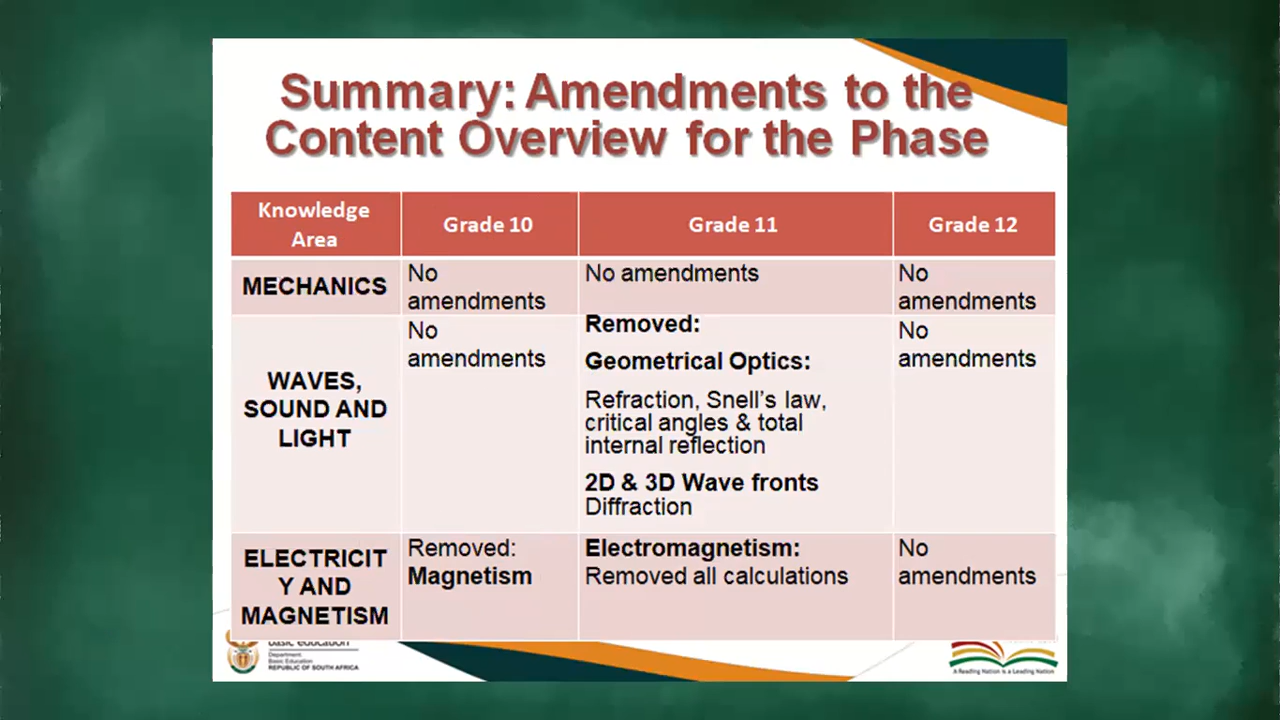 Summary: Amendments to the
Content Overview for the Phase
Knowledge
Area
Grade 10
Grade 11
Grade 12
MECHANICS
No
amendments
No amendments
No
amendments
WAVES,
SOUND AND
LIGHT
No
amendments
Removed:
Geometrical Optics:
Refraction, Snell's law,
critical angles & total
internal reflection
2D & 3D Wave fronts
Diffraction
No
amendments
ELECTRICIT
Y AND
MAGNETISM
Removed:
Magnetism
Electromagnetism:
Removed all calculations
No
amendments
basic education
Department:
Basic Education
REPUBLIC OF SOUTH AFRICA
A Reading Nation is a Leading Nation